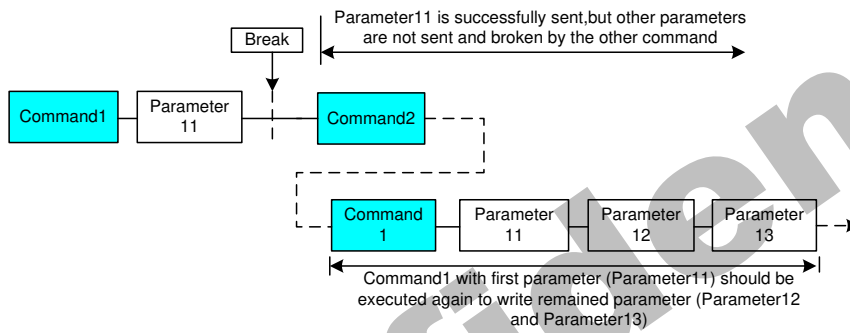 Parameter11 is successfully sent,but other parameters
are not sent and broken by the other command
Break
Command1
Parameter
11
Command2
Command
1
Parameter
11
Parameter
12
Parameter
13
Command1 with first parameter (Parameter11) should be
executed again to write remained parameter (Parameter12
and Parameter13)